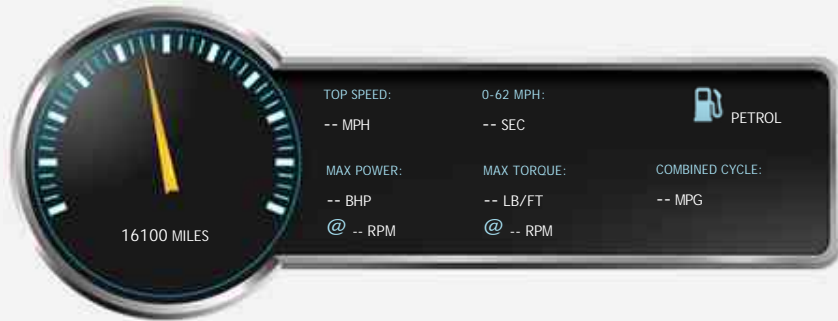 TOP SPEED:
0-62 MPH:
-- MPH
-- SEC
PETROL
MAX POWER:
MAX TORQUE:
COMBINED CYCLE:
-- BHP
-- LB/FT
-- MPG
@ -- RPM
@ -- RPM
16100 MILES